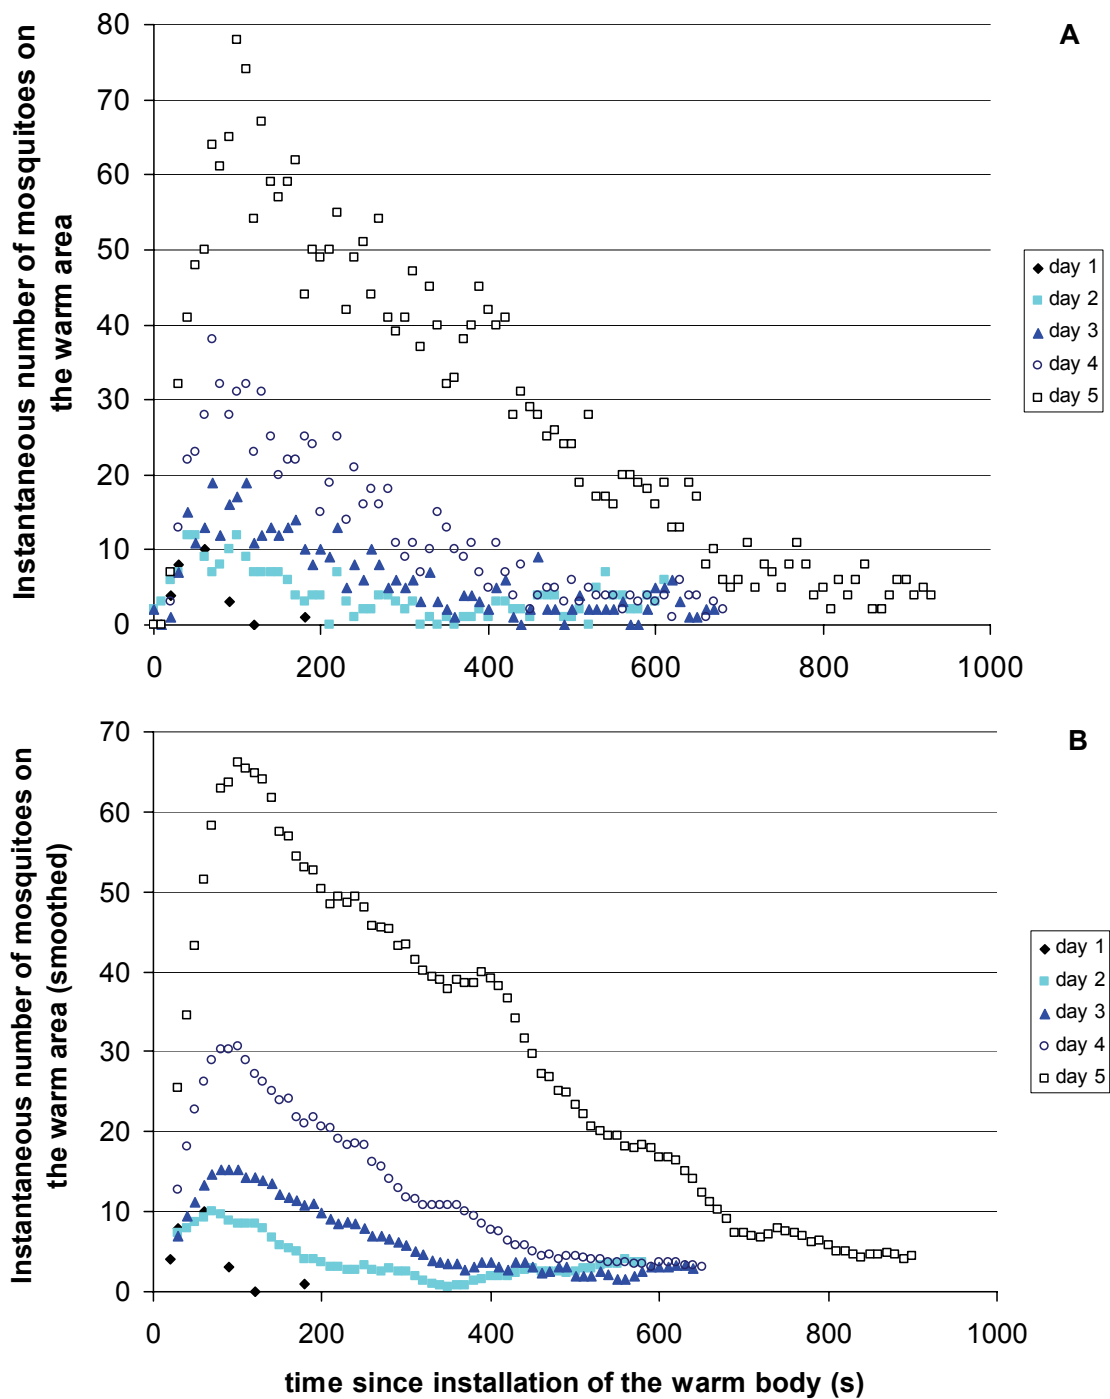 A
Instantaneous number of mosquitoes on
the warm area
80
70
60
50
40
30
20
10
0
0 200 400 600 800 1000
day 1
day 2
day 3
day 4
day 5
B
Instantaneous number of mosquitoes on
the warm area (smoothed)
70
60
50
40
30
20
10
0
0 200 400 600 800 1000
day 1
day 2
day 3
day 4
day 5
time since installation of the warm body (s)